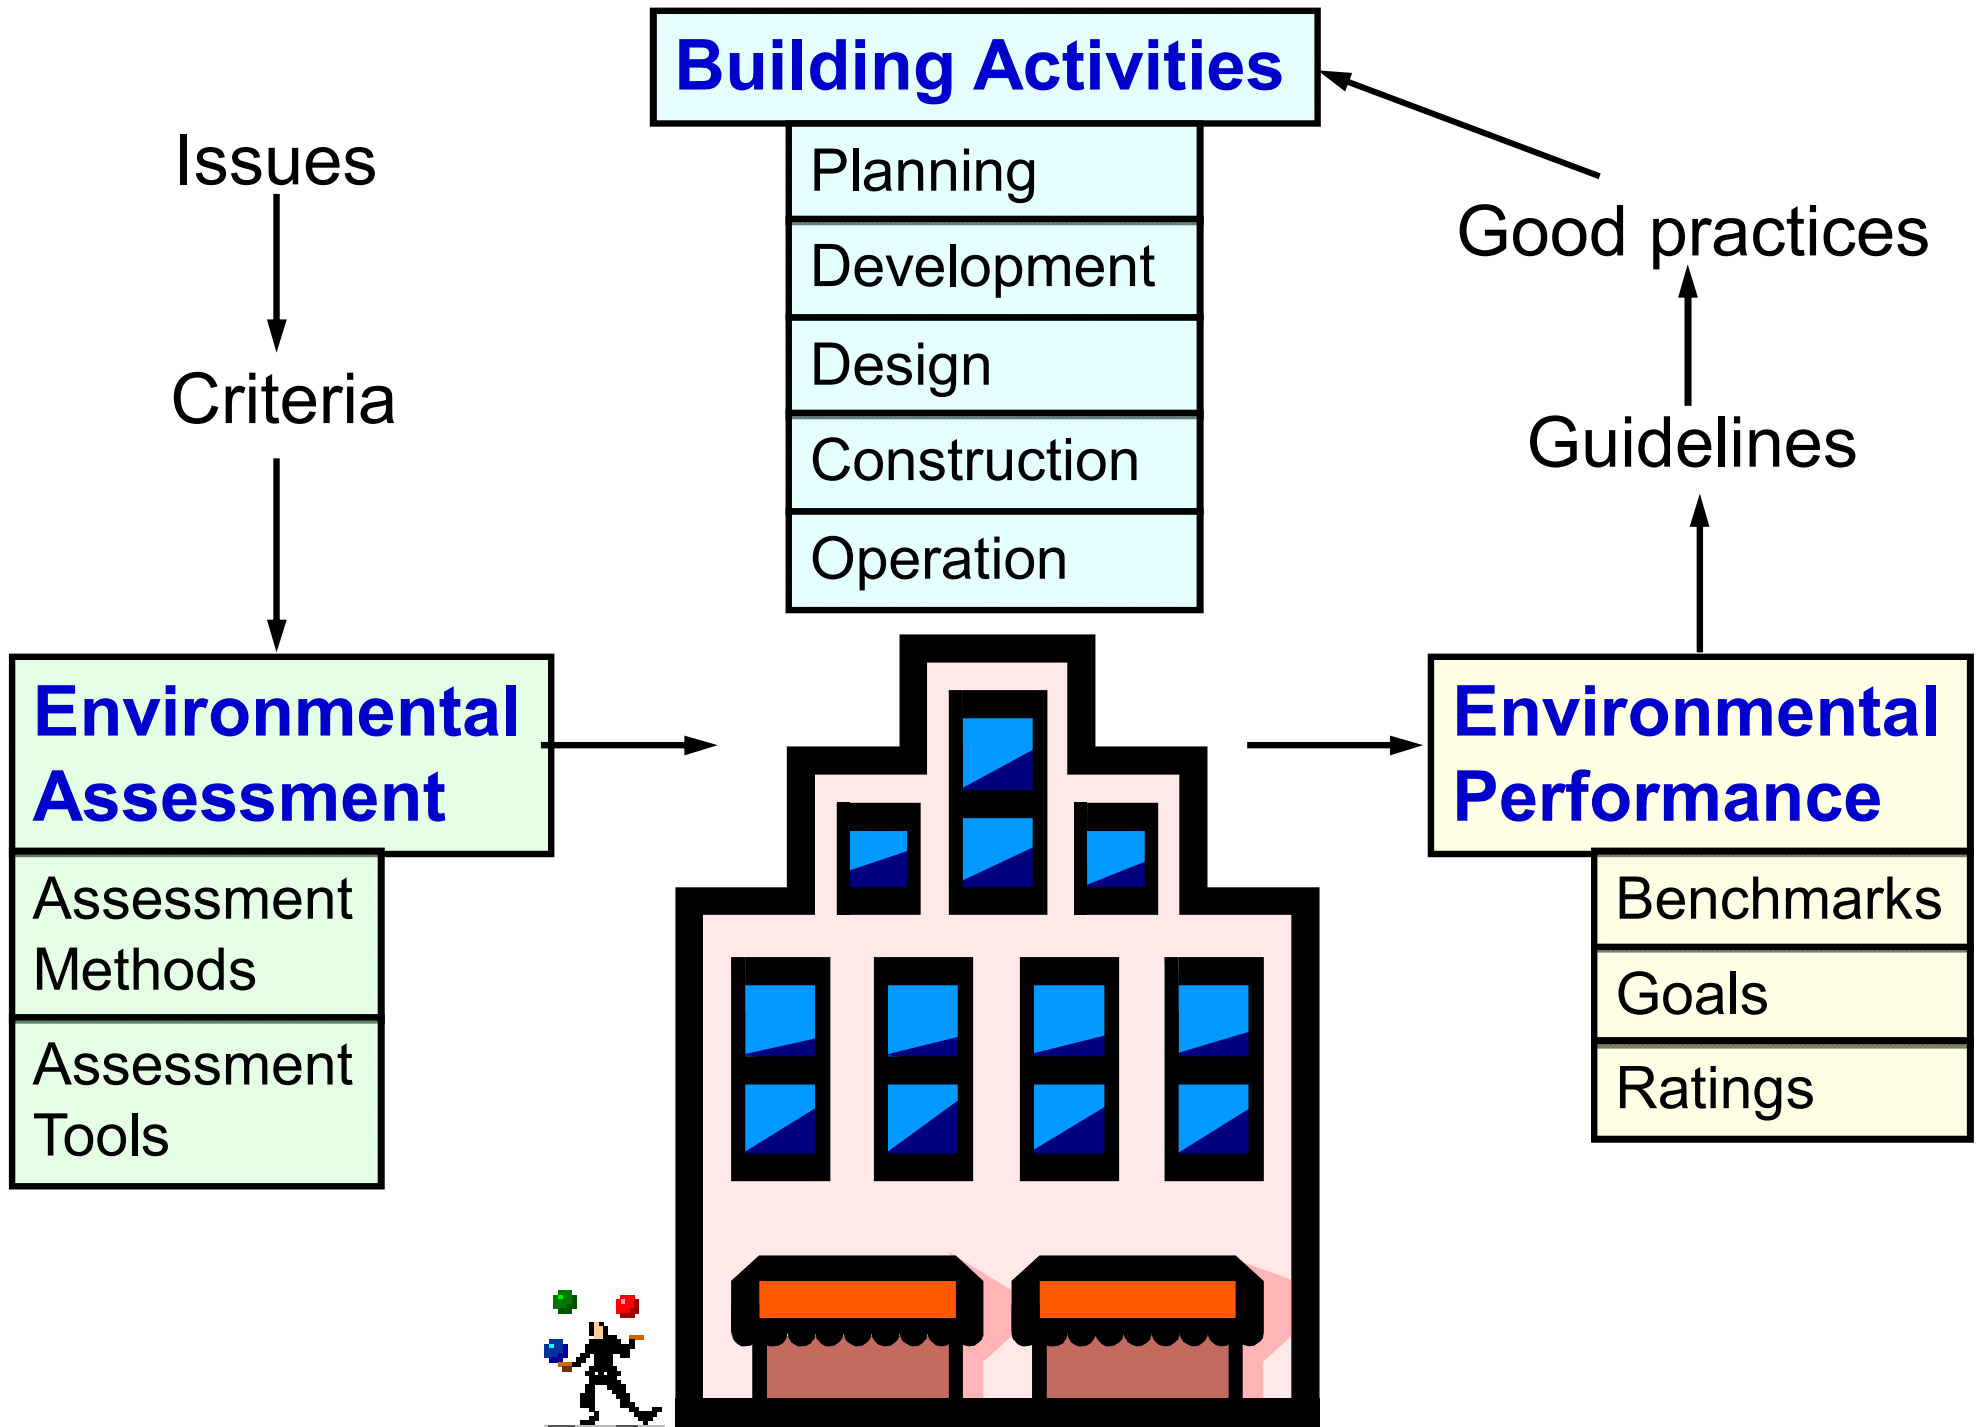 Building Activities
Planning
Development
Design
Construction
Operation
Issues
Criteria
Environmental
Assessment
Assessment
Methods
Assessment
Tools
Good practices
Guidelines
Environmental
Performance
Benchmarks
Goals
Ratings